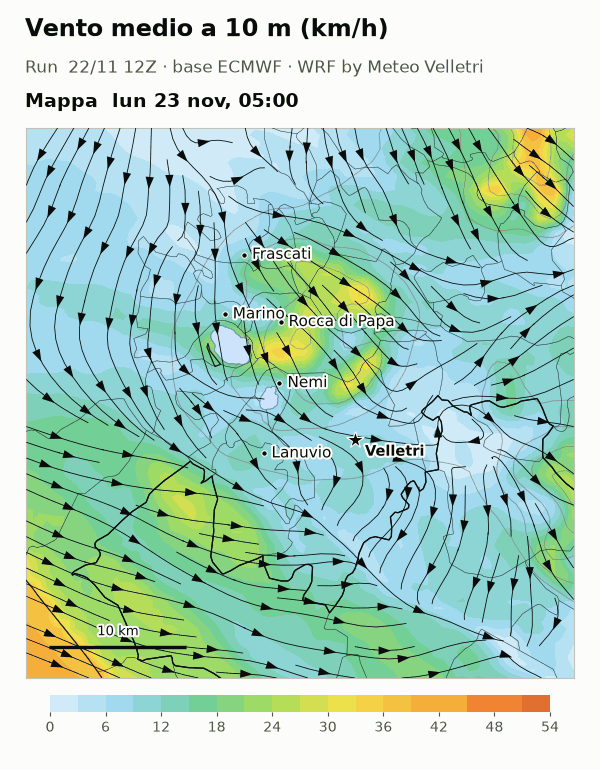 Vento medio a 10 m (km/h)
Run 22/11 12Z · base ECMWF · WRF by Meteo Velletri
Mappa lun 23 nov, 05:00
Frascati
Marino
Rocca di Papa
Nemi
Velletri
Lanuvio
10 km
0 6 12 18 24 30 36 42 48 54